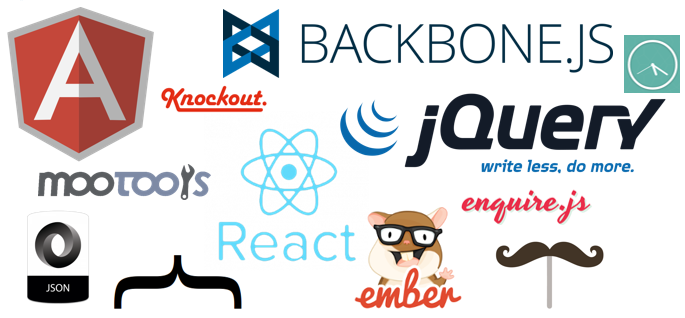 A
BACKBONE.JS
Knockout.
jQuery
write less, do more.
mootools
enquire.js
React
JSON
ember